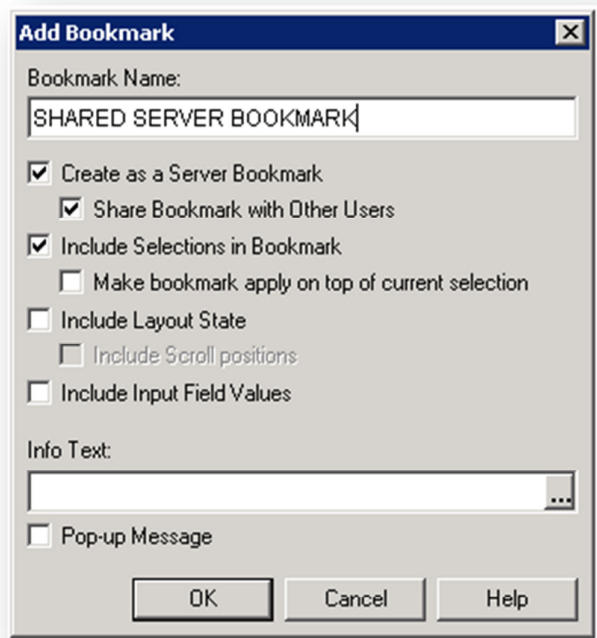 Add Bookmark
Bookmark Name:
SHARED SERVER BOOKMARK
Create as a Server Bookmark
Share Bookmark with Other Users
Include Selections in Bookmark
Make bookmark apply on top of current selection
Include Layout State
Include Scroll positions
Include Input Field Values
Info Text:
...
Pop-up Message
OK Cancel Help